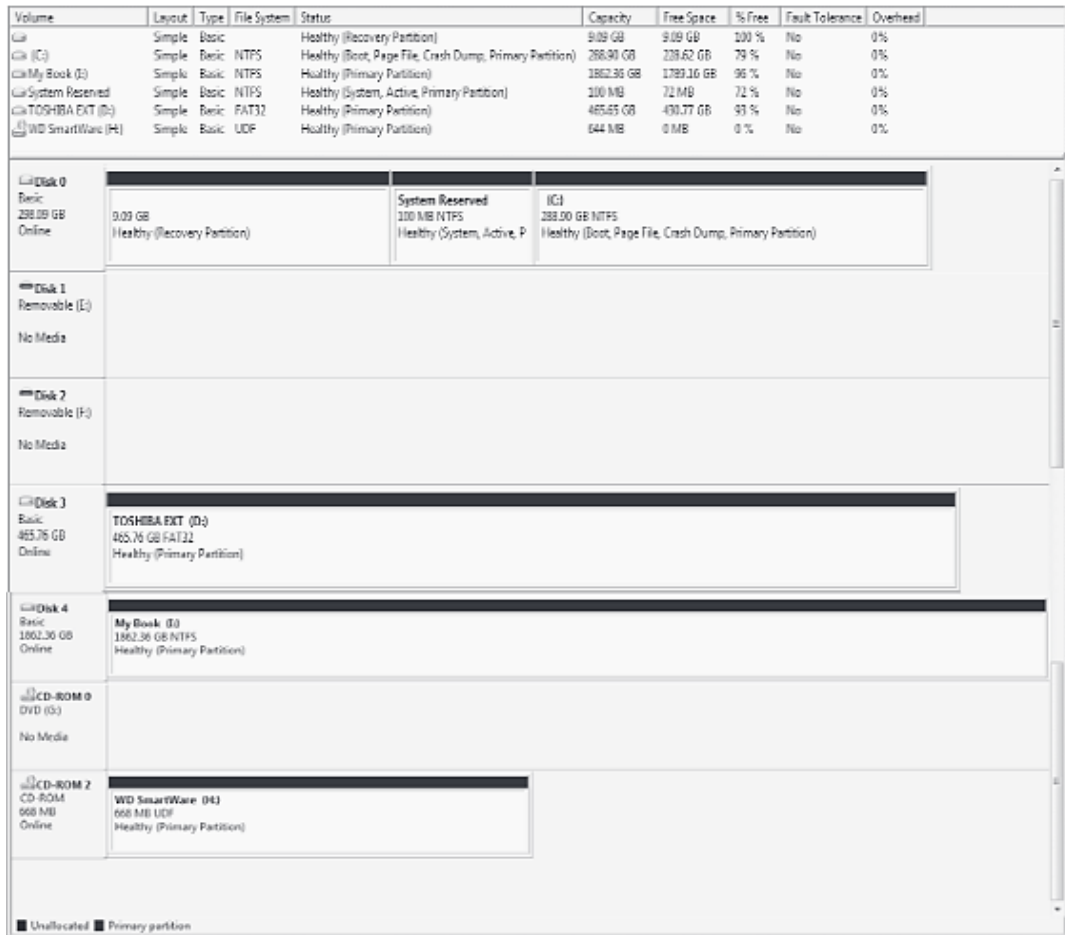 Volume Layout Type File System Status Capacity Free Space % Free Fault Tolerance Overhead
Simple Basic Healthy (Recovery Partition) 9.09 GB 9.09 GB 100 % No 0%
(C:) Simple Basic NTFS Healthy (Boot, Page File, Crash Dump, Primary Partition) 288.90 GB 228.62 GB 79 % No 0%
My Book (I:) Simple Basic NTFS Healthy (Primary Partition) 1862.36 GB 1789.16 GB 96 % No 0%
System Reserved Simple Basic NTFS Healthy (System, Active, Primary Partition) 100 MB 72 MB 72 % No 0%
TOSHIBA EXT (D:) Simple Basic FAT32 Healthy (Primary Partition) 465.65 GB 430.77 GB 93 % No 0%
WD SmartWare (H:) Simple Basic UDF Healthy (Primary Partition) 644 MB 0 MB 0 % No 0%
Disk 0
Basic
298.09 GB
Online
9.09 GB
Healthy (Recovery Partition)
System Reserved
100 MB NTFS
Healthy (System, Active, P
(C:)
288.90 GB NTFS
Healthy (Boot, Page File, Crash Dump, Primary Partition)
Disk 1
Removable (E:)
No Media
Disk 2
Removable (F:)
No Media
Disk 3
Basic
465.76 GB
Online
TOSHIBA EXT (D:)
465.76 GB FAT32
Healthy (Primary Partition)
Disk 4
Basic
1862.36 GB
Online
My Book (I:)
1862.36 GB NTFS
Healthy (Primary Partition)
CD-ROM 0
DVD (G:)
No Media
CD-ROM 2
CD-ROM
668 MB
Online
WD SmartWare (H:)
668 MB UDF
Healthy (Primary Partition)
Unallocated Primary partition